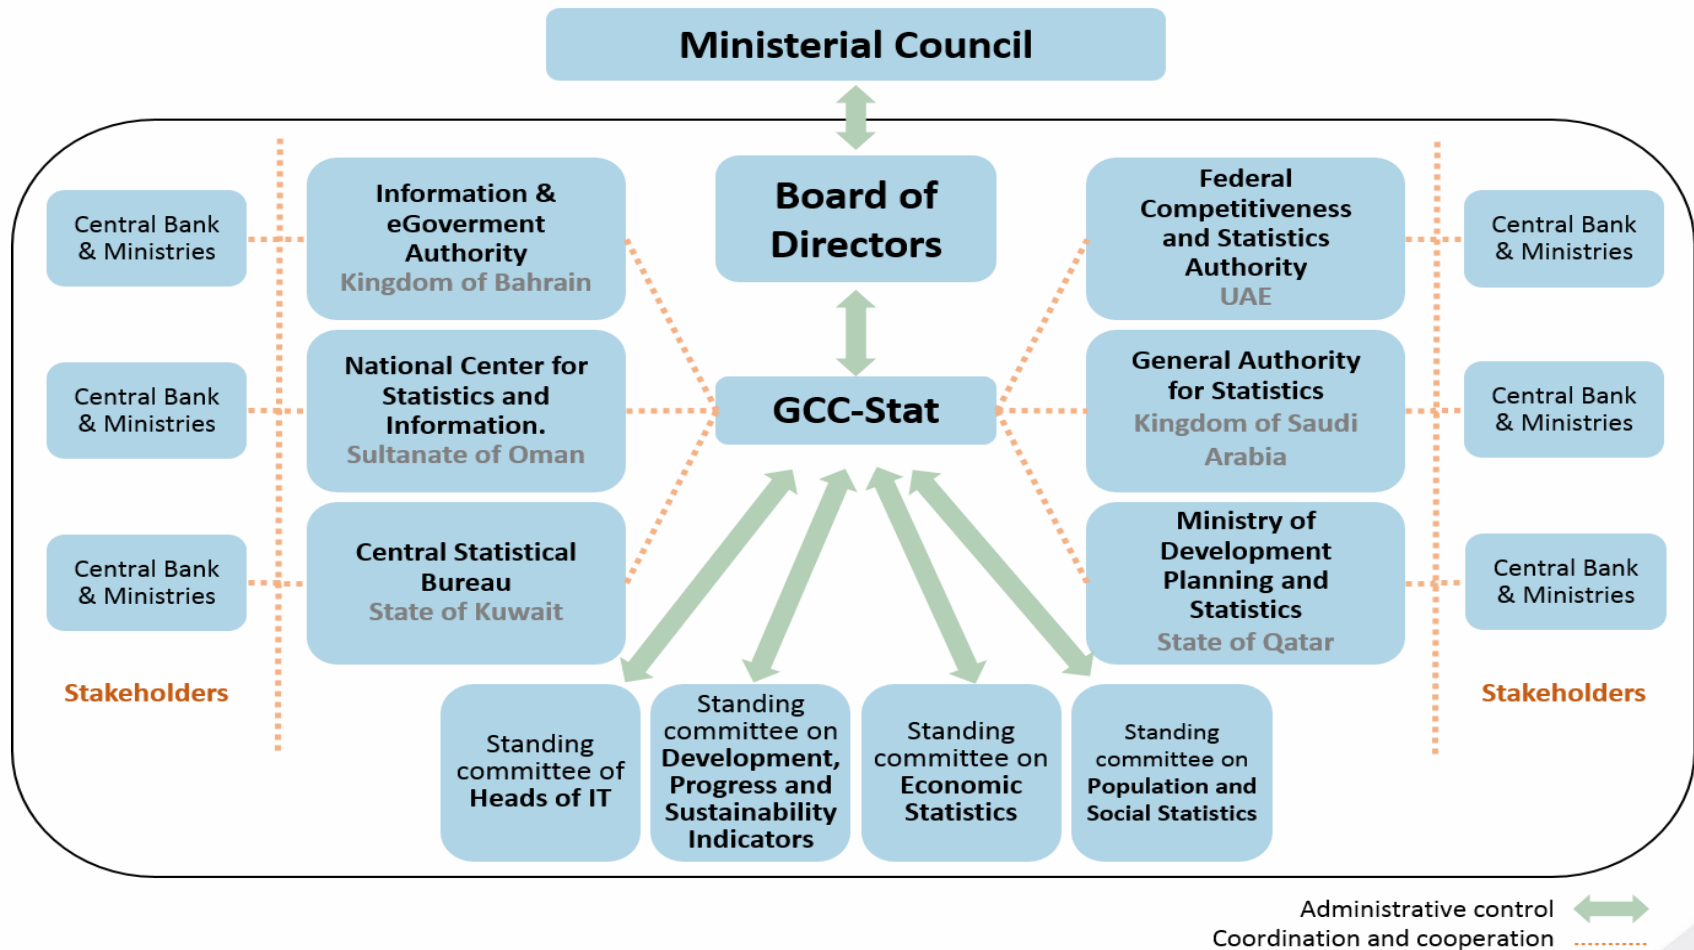 Ministerial Council
Board of
Directors
GCC-Stat
Central Bank
& Ministries
Information &
eGoverment
Authority
Kingdom of Bahrain
Central Bank
& Ministries
National Center for
Statistics and
Information.
Sultanate of Oman
Central Bank
& Ministries
Central Statistical
Bureau
State of Kuwait
Stakeholders
Federal
Competitiveness
and Statistics
Authority
UAE
Central Bank
& Ministries
General Authority
for Statistics
Kingdom of Saudi
Arabia
Central Bank
& Ministries
Ministry of
Development
Planning and
Statistics
State of Qatar
Central Bank
& Ministries
Stakeholders
Standing
committee of
Heads of IT
Standing
committee on
Development,
Progress and
Sustainability
Indicators
Standing
committee on
Economic
Statistics
Standing
committee on
Population and
Social Statistics
Administrative control
Coordination and cooperation